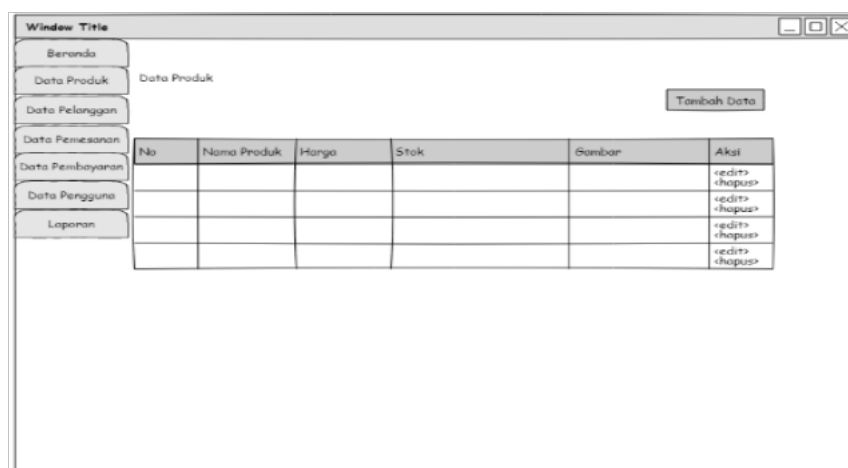 Window Title
Beranda
Data Produk
Data Pelanggan
Data Pemesanan
Data Pembayaran
Data Pengguna
Laporan
Data Produk
Tambah Data
No Nama Produk Harga Stok Gambar Aksi
<edit>
<hapus>
<edit>
<hapus>
<edit>
<hapus>
<edit>
<hapus>